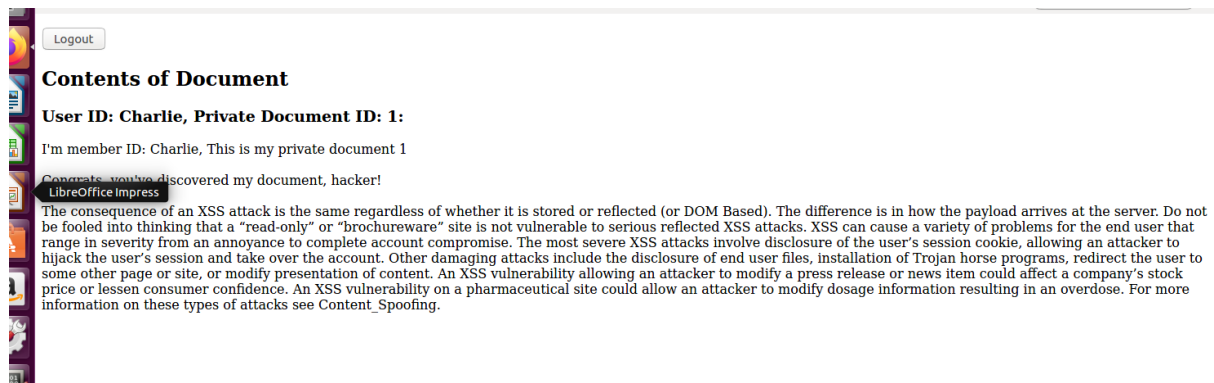 Logout
Contents of Document
User ID: Charlie, Private Document ID: 1:
I'm member ID: Charlie, This is my private document 1
discovered my document, hacker!
LibreOffice Impress
The consequence of an XSS attack is the same regardless of whether it is stored or reflected (or DOM Based). The difference is in how the payload arrives at the server. Do not
be fooled into thinking that a “read-only” or “brochureware” site is not vulnerable to serious reflected XSS attacks. XSS can cause a variety of problems for the end user that
range in severity from an annoyance to complete account compromise. The most severe XSS attacks involve disclosure of the user’s session cookie, allowing an attacker to
hijack the user’s session and take over the account. Other damaging attacks include the disclosure of end user files, installation of Trojan horse programs, redirect the user to
some other page or site, or modify presentation of content. An XSS vulnerability allowing an attacker to modify a press release or news item could affect a company’s stock
price or lessen consumer confidence. An XSS vulnerability on a pharmaceutical site could allow an attacker to modify dosage information resulting in an overdose. For more
information on these types of attacks see Content_Spoofing.